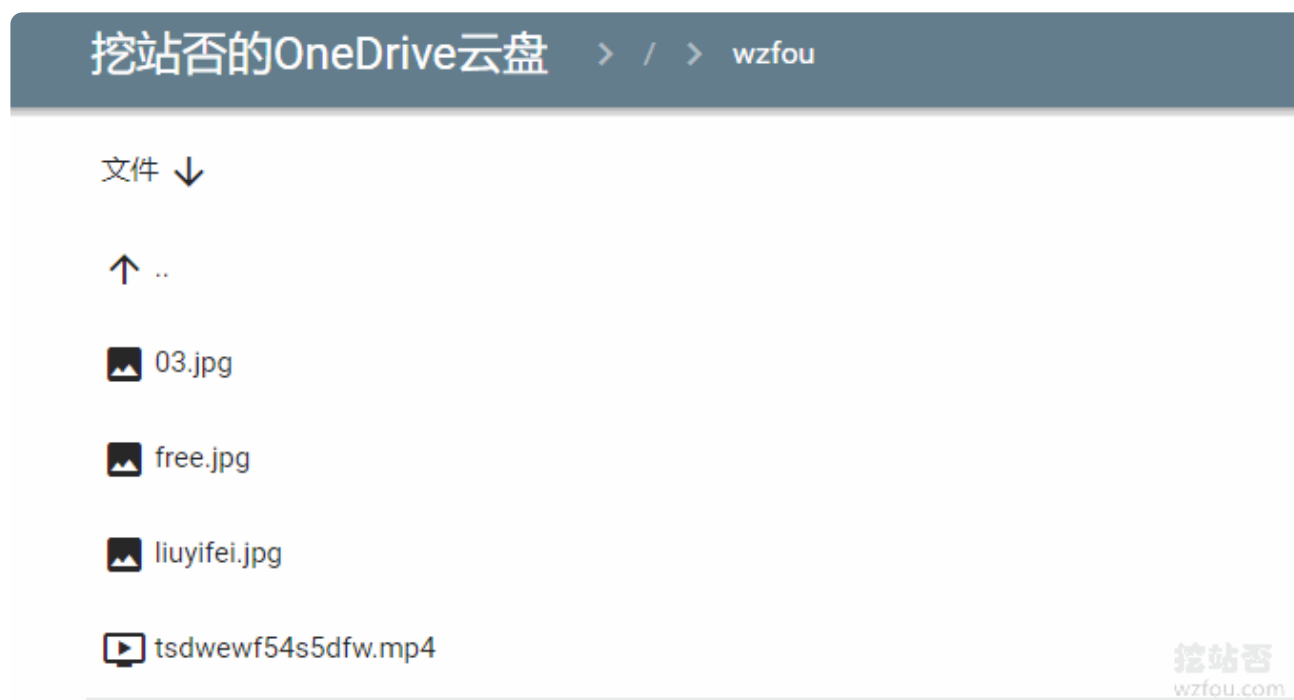 挖站否的OneDrive云盘 > / > wzfou
文件 ↓
↑ ..
03.jpg
free.jpg
liuyifei.jpg
tsdwewf54s5dfw.mp4
挖站否
wzfou.com